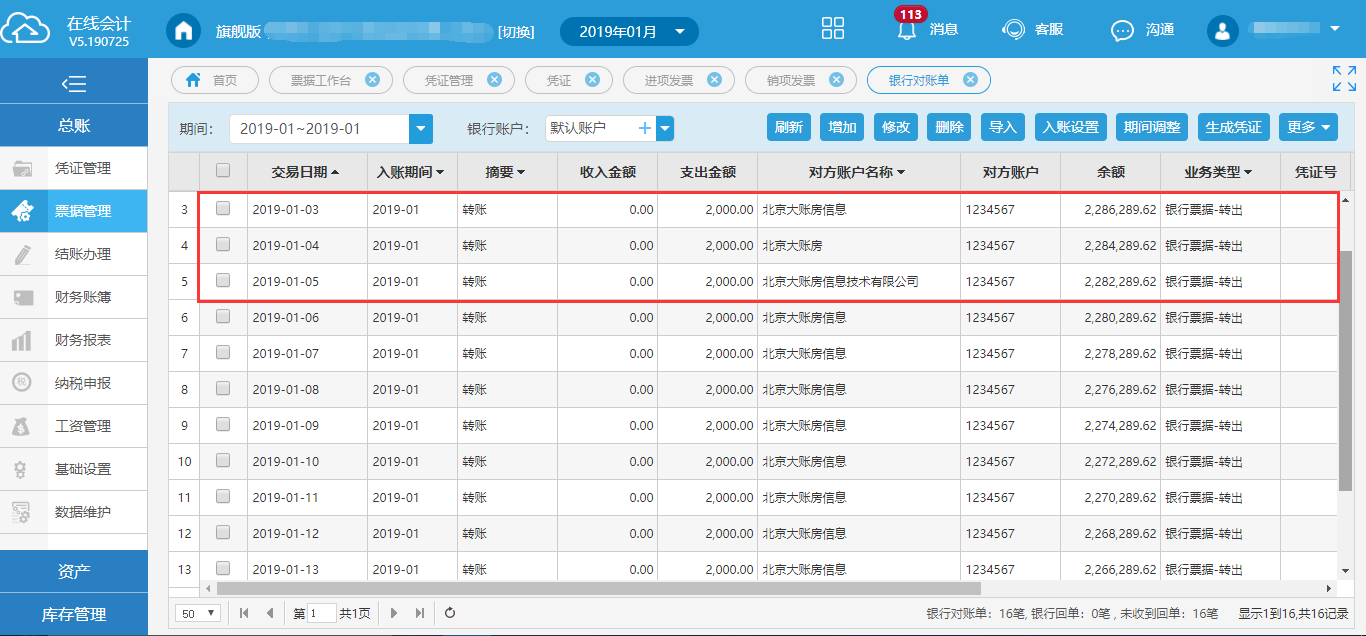 在线会计
V5.190725
旗舰版 [切换] 2019年01月 113 消息 客服 沟通
首页 票据工作台 凭证管理 凭证 进项发票 销项发票 银行对账单
总账
凭证管理
票据管理
结账办理
财务账簿
财务报表
税 纳税申报
工资管理
基础设置
数据维护
资产
库存管理
期间: 2019-01~2019-01 银行账户: 默认账户 刷新 增加 修改 删除 导入 入账设置 期间调整 生成凭证 更多
交易日期 入账期间 摘要 收入金额 支出金额 对方账户名称 对方账户 余额 业务类型 凭证号
3 2019-01-03 2019-01 转账 0.00 2,000.00 北京大账房信息 1234567 2,286,289.62 银行票据-转出
4 2019-01-04 2019-01 转账 0.00 2,000.00 北京大账房 1234567 2,284,289.62 银行票据-转出
5 2019-01-05 2019-01 转账 0.00 2,000.00 北京大账房信息技术有限公司 1234567 2,282,289.62 银行票据-转出
6 2019-01-06 2019-01 转账 0.00 2,000.00 北京大账房信息 1234567 2,280,289.62 银行票据-转出
7 2019-01-07 2019-01 转账 0.00 2,000.00 北京大账房信息 1234567 2,278,289.62 银行票据-转出
8 2019-01-08 2019-01 转账 0.00 2,000.00 北京大账房信息 1234567 2,276,289.62 银行票据-转出
9 2019-01-09 2019-01 转账 0.00 2,000.00 北京大账房信息 1234567 2,274,289.62 银行票据-转出
10 2019-01-10 2019-01 转账 0.00 2,000.00 北京大账房信息 1234567 2,272,289.62 银行票据-转出
11 2019-01-11 2019-01 转账 0.00 2,000.00 北京大账房信息 1234567 2,270,289.62 银行票据-转出
12 2019-01-12 2019-01 转账 0.00 2,000.00 北京大账房信息 1234567 2,268,289.62 银行票据-转出
13 2019-01-13 2019-01 转账 0.00 2,000.00 北京大账房信息 1234567 2,266,289.62 银行票据-转出
50 第 1 共1页 银行对账单: 16笔, 银行回单: 0笔 , 未收到回单: 16笔 显示1到16,共16记录